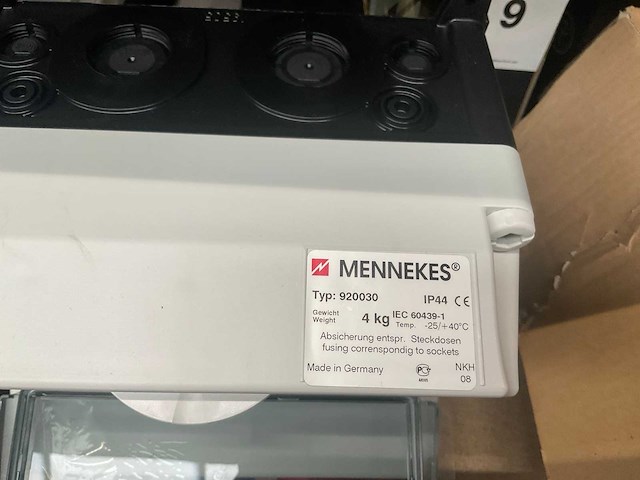 9
MENNEKES®
Typ: 920030 IP44 CE
Gewicht
Weight 4 kg IEC 60439-1
Temp. -25/+40°C
Absicherung entspr. Steckdosen
fusing corrensponding to sockets
Made in Germany
NKH
08